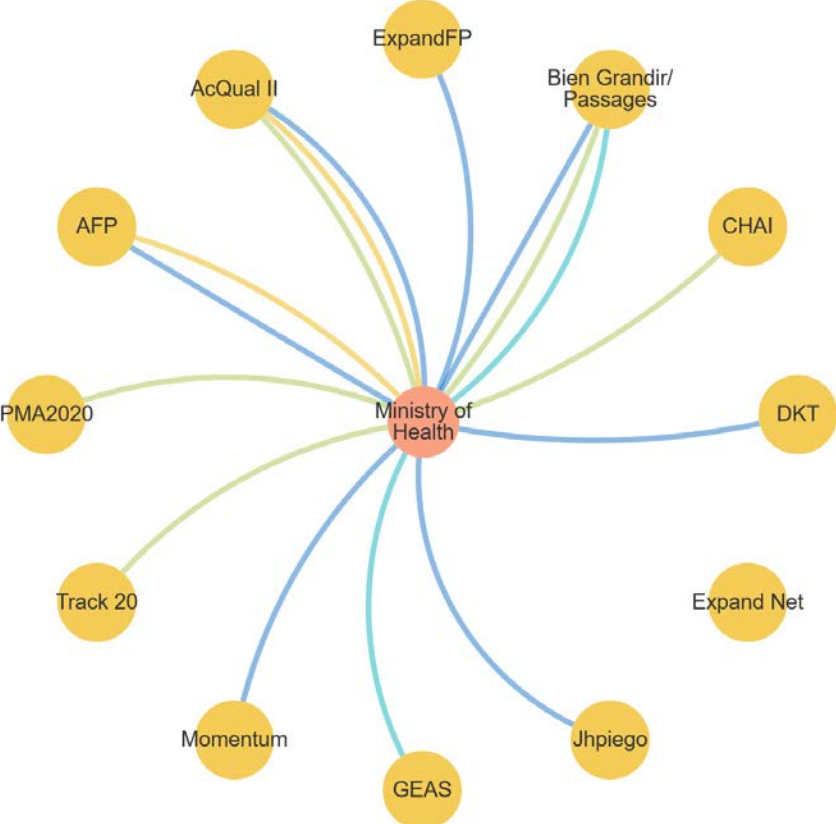 ExpandFP
AcQual II
Bien Grandir/
Passages
AFP
CHAI
PMA2020
Ministry of
Health
DKT
Track 20
Expand Net
Momentum
Jhpiego
GEAS